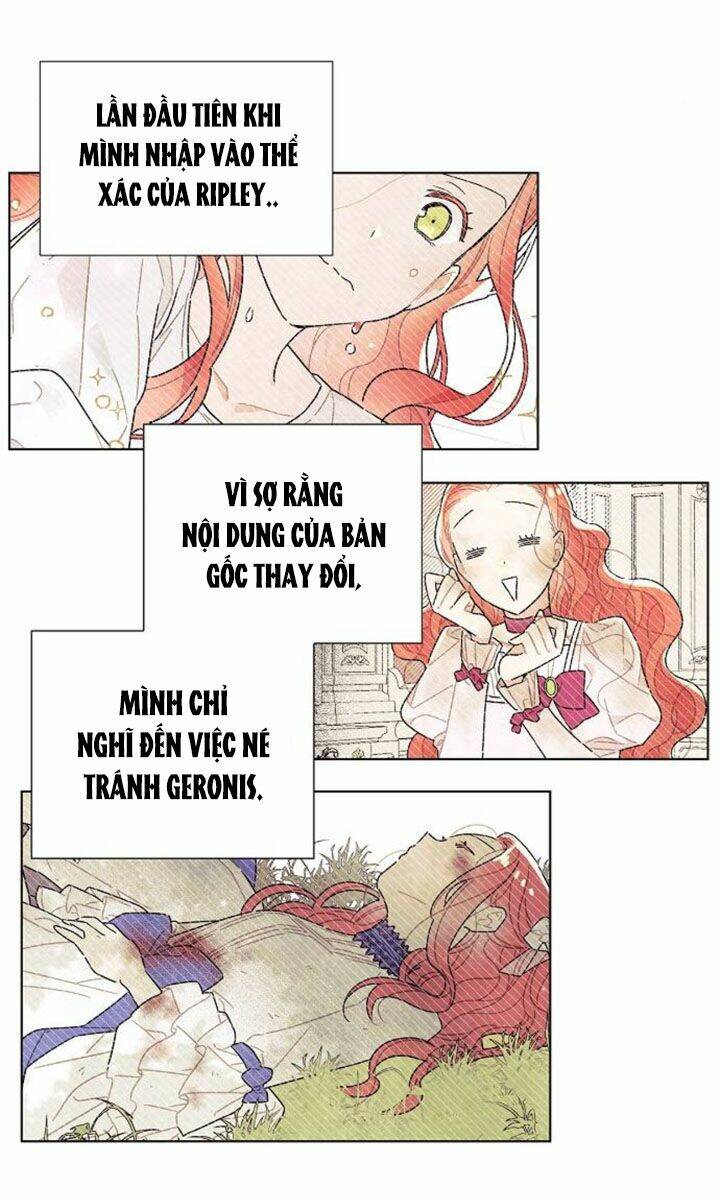 LẦN ĐẦU TIÊN KHI
MÌNH NHẬP VÀO THỂ
XÁC CỦA RIPLEY..
VÌ SỢ RẰNG
NỘI DUNG CỦA BẢN
GỐC THAY ĐỔI,
MÌNH CHỈ
NGHĨ ĐẾN VIỆC NÉ
TRÁNH GERONIS.